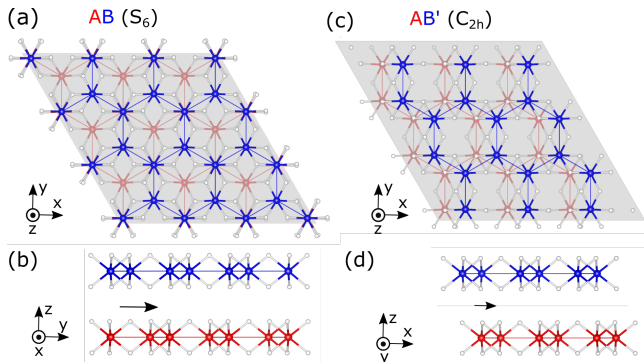 (a) AB (S₆)
(c) AB' (C₂ₕ)
y
z x
y
z x
(b)
(d)
z
x y
z
y x